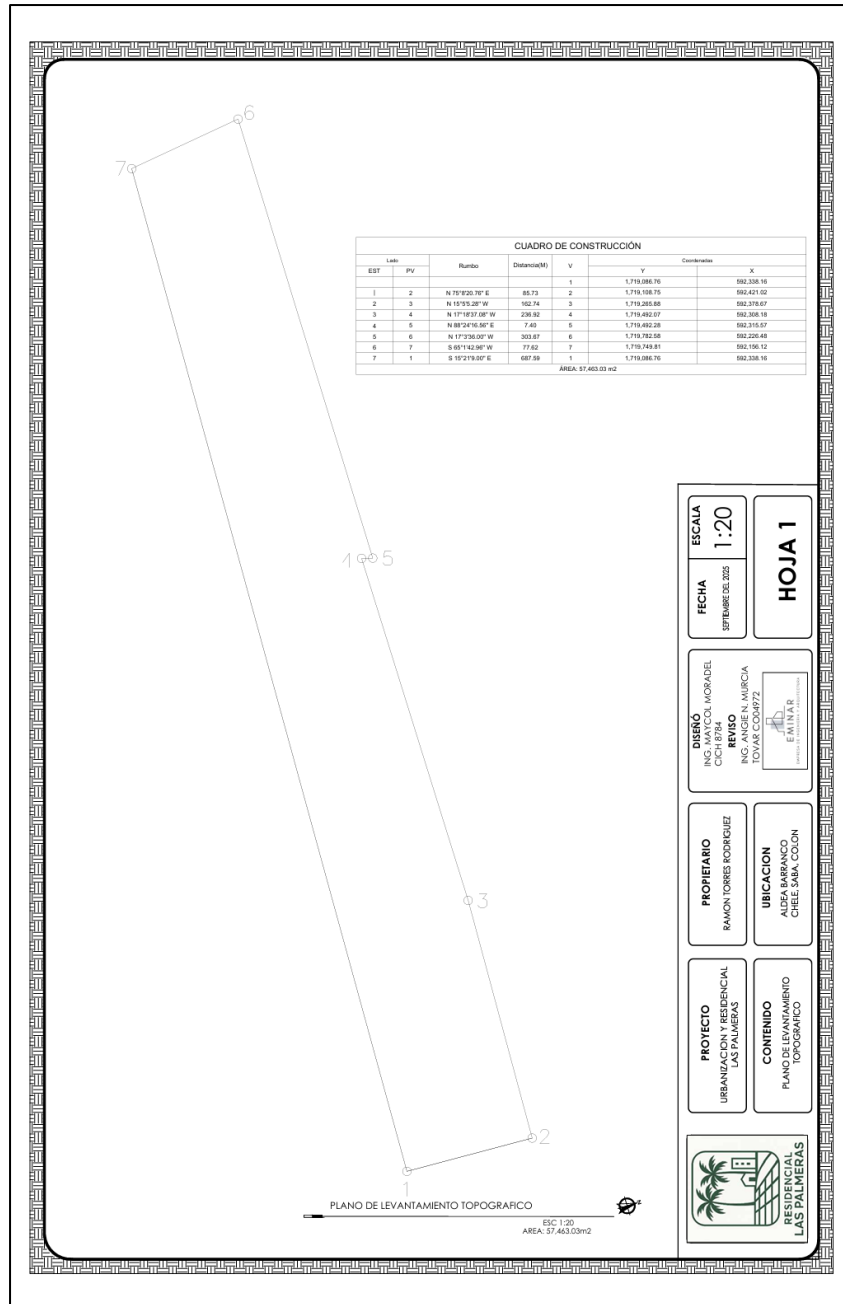 6
7
CUADRO DE CONSTRUCCIÓN
Lado Rumbo Distancia(M) V Coordenadas
EST PV Y X
1 1,719,086.76 592,338.16
1 2 N 75°8'20.76" E 85.73 2 1,719,108.75 592,421.02
2 3 N 15°5'5.28" W 162.74 3 1,719,265.88 592,378.67
3 4 N 17°18'37.08" W 236.92 4 1,719,492.07 592,308.18
4 5 N 88°24'16.56" E 7.40 5 1,719,492.28 592,315.57
5 6 N 17°3'36.00" W 303.67 6 1,719,782.58 592,226.48
6 7 S 65°1'42.96" W 77.62 7 1,719,749.81 592,156.12
7 1 S 15°21'9.00" E 687.59 1 1,719,086.76 592,338.16
ÁREA: 57,463.03 m2
4
5
3
2
1
PLANO DE LEVANTAMIENTO TOPOGRAFICO
ESC 1:20
AREA: 57,463.03m2
ESCALA
1:20
FECHA
SEPTIEMBRE DEL 2025
HOJA 1
DISEÑÓ
ING. MAYCOL MORADEL
CICH 8784
REVISO
ING. ANGIE N. MURCIA
TOVAR CO04972
EMINAR
PROPIETARIO
RAMON TORRES RODRIGUEZ
UBICACION
ALDEA BARRANCO
CHELE, SABA, COLON
PROYECTO
URBANIZACION Y RESIDENCIAL
LAS PALMERAS
CONTENIDO
PLANO DE LEVANTAMIENTO
TOPOGRAFICO
RESIDENCIAL
LAS PALMERAS